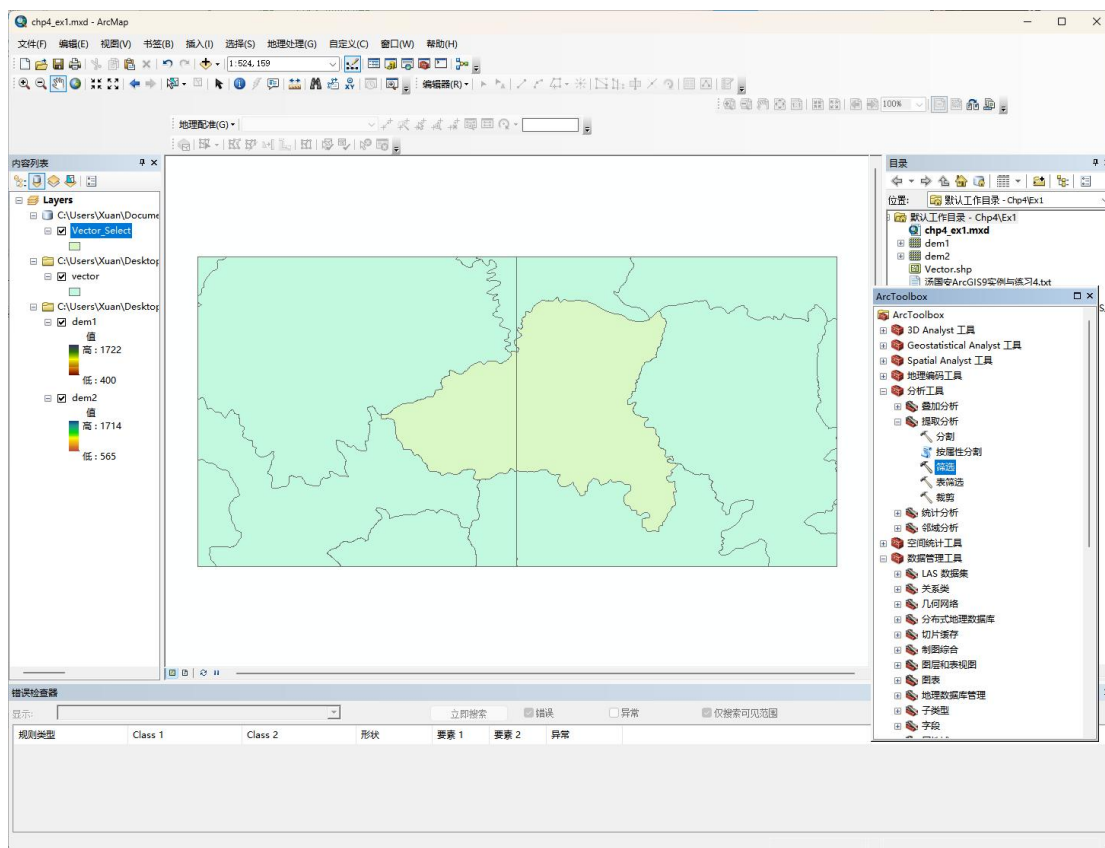 chp4_ex1.mxd - ArcMap
文件(F) 编辑(E) 视图(V) 书签(B) 插入(I) 选择(S) 地理处理(G) 自定义(C) 窗口(W) 帮助(H)
1:524,159
编辑器(R)
100%
地理配准(G)
内容列表
Layers
C:\Users\Xuan\Docume
Vector_Select
C:\Users\Xuan\Desktop
vector
C:\Users\Xuan\Desktop
dem1
值
高 : 1722
低 : 400
dem2
值
高 : 1714
低 : 565
目录
位置: 默认工作目录 - Chp4\Ex1
默认工作目录 - Chp4\Ex1
chp4_ex1.mxd
dem1
dem2
Vector.shp
汤国安ArcGIS9实例与练习4.txt
ArcToolbox
ArcToolbox
3D Analyst 工具
Geostatistical Analyst 工具
Spatial Analyst 工具
地理编码工具
分析工具
叠加分析
提取分析
分割
按属性分割
筛选
表筛选
裁剪
统计分析
邻域分析
空间统计工具
数据管理工具
LAS 数据集
关系类
几何网络
分布式地理数据库
切片缓存
制图综合
图层和表视图
图表
地理数据库管理
子类型
字段
错误检查器
显示: 立即搜索 错误 异常 仅搜索可见范围
规则类型 Class 1 Class 2 形状 要素 1 要素 2 异常